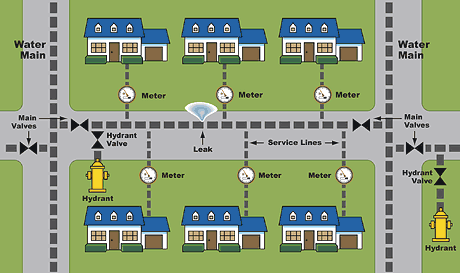 Water
Main
Water
Main
Meter
Meter
Meter
Main
Valves
Main
Valves
Hydrant
Valve
Leak
Service Lines
Meter
Meter
Meter
Hydrant
Valve
Hydrant
Hydrant